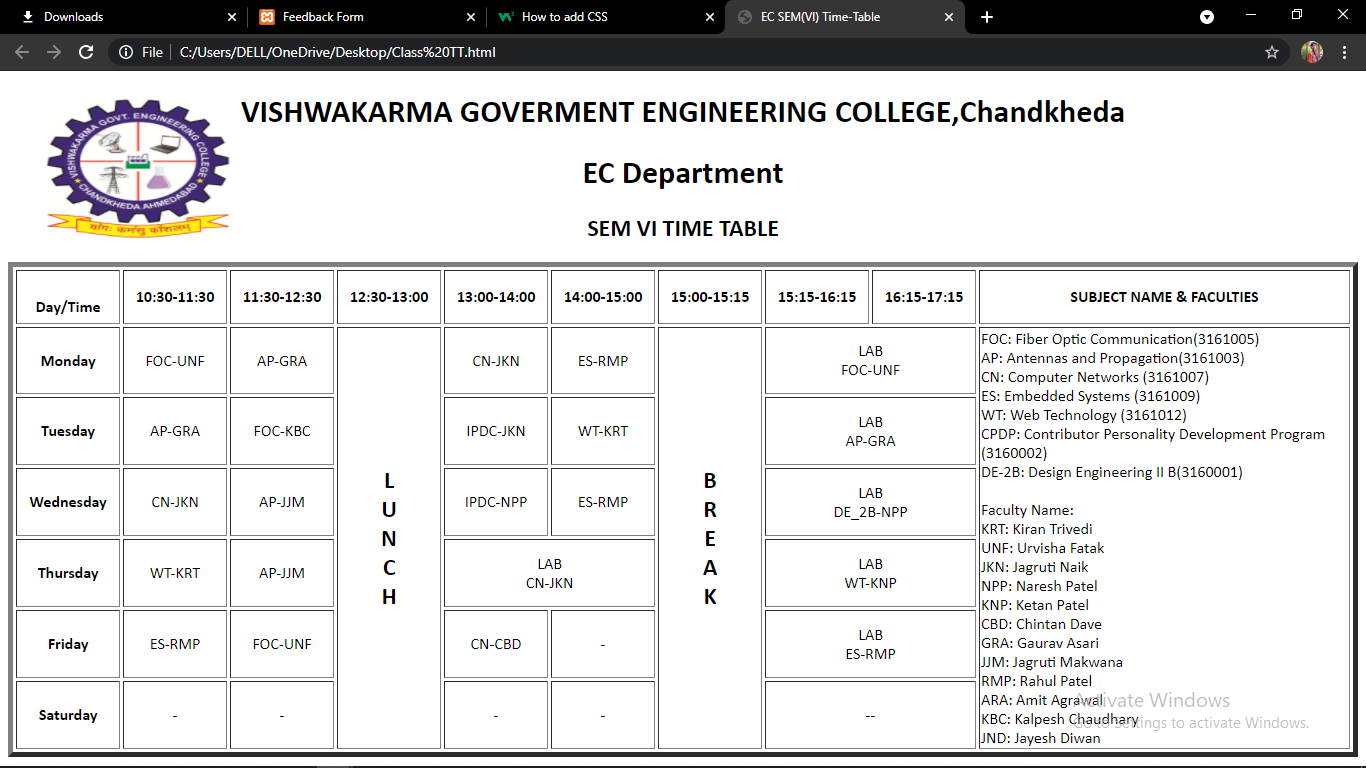 Downloads
Feedback Form
How to add CSS
EC SEM(VI) Time-Table
File C:/Users/DELL/OneDrive/Desktop/Class%20TT.html
VISHWAKARMA GOVT. ENGINEERING COLLEGE
CHANDKHEDA AHMEDABAD
योगः कर्मसु कौशलम्
VISHWAKARMA GOVERMENT ENGINEERING COLLEGE,Chandkheda
EC Department
SEM VI TIME TABLE
Day/Time 10:30-11:30 11:30-12:30 12:30-13:00 13:00-14:00 14:00-15:00 15:00-15:15 15:15-16:15 16:15-17:15 SUBJECT NAME & FACULTIES
Monday FOC-UNF AP-GRA CN-JKN ES-RMP
LAB
FOC-UNF
Tuesday AP-GRA FOC-KBC IPDC-JKN WT-KRT
LAB
AP-GRA
Wednesday CN-JKN AP-JJM IPDC-NPP ES-RMP
LAB
DE_2B-NPP
Thursday WT-KRT AP-JJM
LAB
CN-JKN
LAB
WT-KNP
Friday ES-RMP FOC-UNF CN-CBD -
LAB
ES-RMP
Saturday - - - - --
L
U
N
C
H
B
R
E
A
K
FOC: Fiber Optic Communication(3161005)
AP: Antennas and Propagation(3161003)
CN: Computer Networks (3161007)
ES: Embedded Systems (3161009)
WT: Web Technology (3161012)
CPDP: Contributor Personality Development Program
(3160002)
DE-2B: Design Engineering II B(3160001)
Faculty Name:
KRT: Kiran Trivedi
UNF: Urvisha Fatak
JKN: Jagruti Naik
NPP: Naresh Patel
KNP: Ketan Patel
CBD: Chintan Dave
GRA: Gaurav Asari
JJM: Jagruti Makwana
RMP: Rahul Patel
ARA: Amit Agrawal
KBC: Kalpesh Chaudhary
JND: Jayesh Diwan
Activate Windows
Go to Settings to activate Windows.